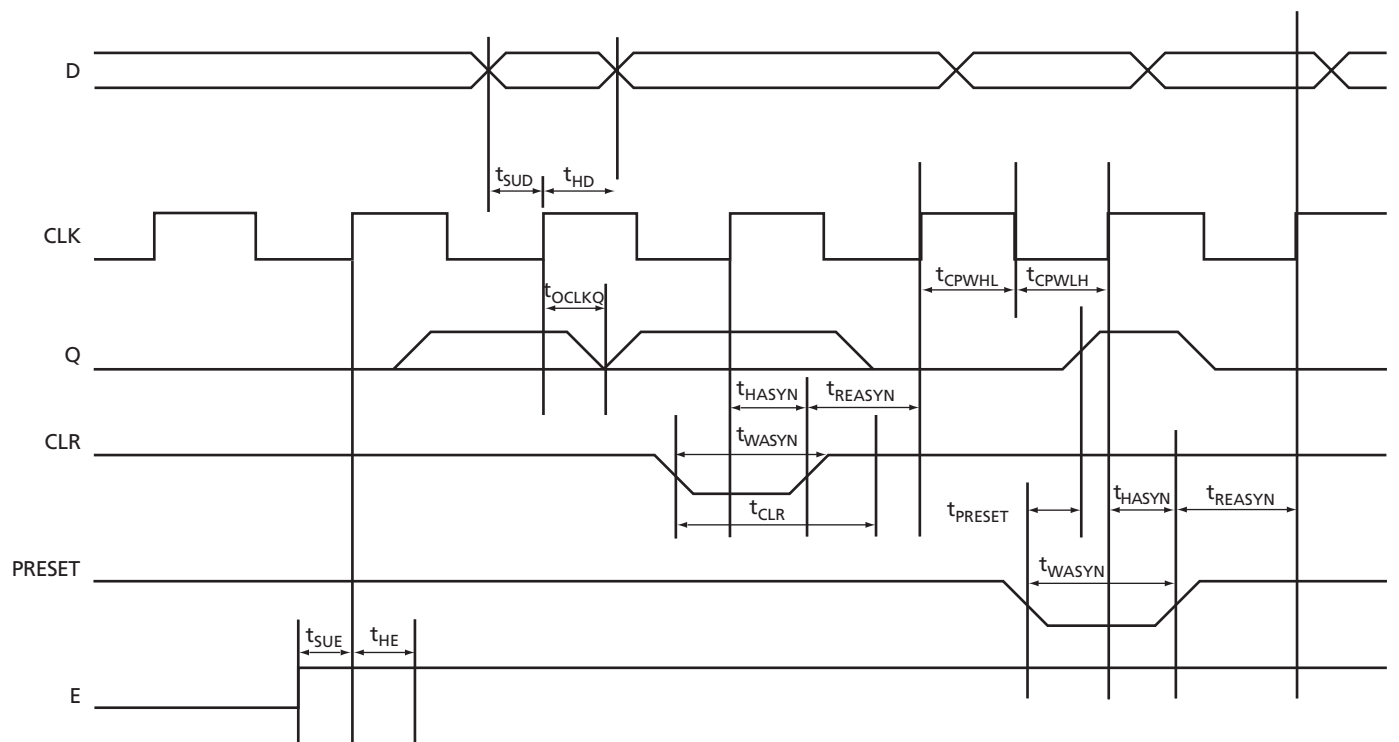 D
tSUD
tHD
CLK
tCPWHL
tCPWLH
tOCLKQ
Q
tHASYN
tREASYN
CLR
tWASYN
tHASYN
tREASYN
tCLR
tPRESET
PRESET
tWASYN
tSUE
tHE
E